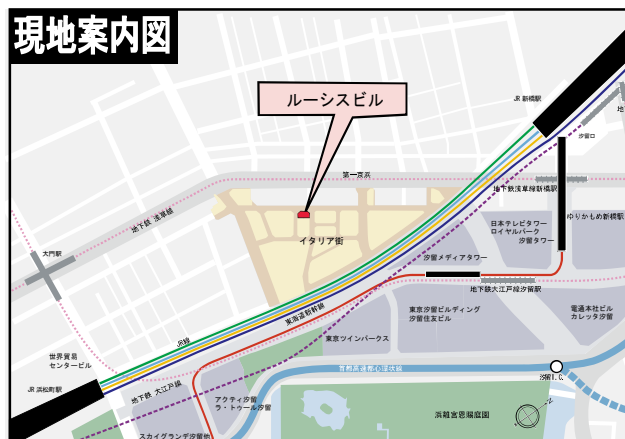 現地案内図
ルーシスビル
JR 新橋駅
汐留口
第一京浜
地下鉄浅草線新橋駅
ゆりかもめ新橋駅
地下鉄 浅草線
日本テレビタワー
ロイヤルパーク
汐留タワー
イタリア街
大門駅
汐留メディアタワー
地下鉄大江戸線汐留駅
東海道新幹線
東京汐留ビルディング
汐留住友ビル
電通本社ビル
カレッタ汐留
JR線
東京ツインパークス
世界貿易
センタービル
首都高速都心環状線
汐留I.C.
JR 浜松町駅
地下鉄 大江戸線
アクティ汐留
ラ・トゥール汐留
浜離宮恩賜庭園
N
スカイグランデ汐留他